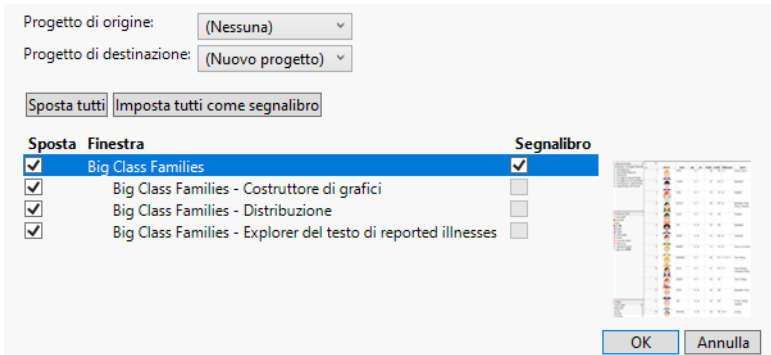 Progetto di origine: (Nessuna)
Progetto di destinazione: (Nuovo progetto)
Sposta tutti Imposta tutti come segnalibro
Sposta Finestra Segnalibro
Big Class Families
Big Class Families - Costruttore di grafici
Big Class Families - Distribuzione
Big Class Families - Explorer del testo di reported illnesses
OK Annulla